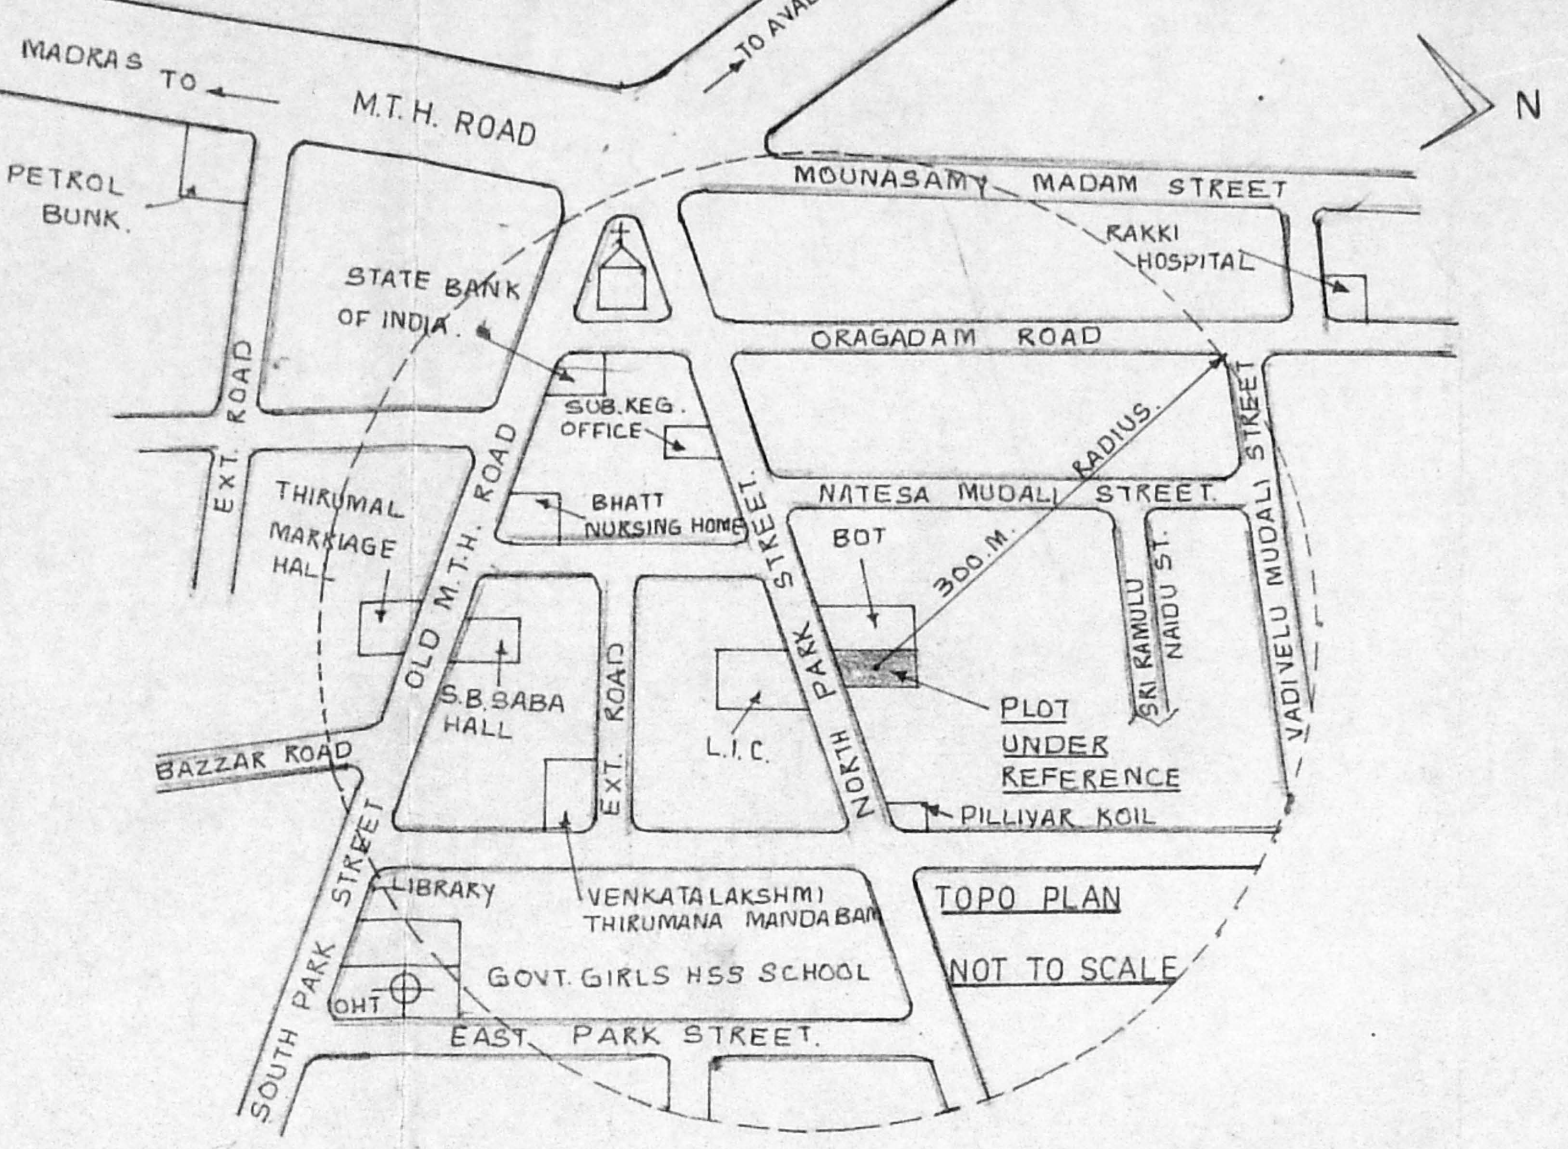 MADRAS TO
M.T.H. ROAD
TO
N
PETROL
BUNK.
MOUNASAMY MADAM STREET
RAKKI
HOSPITAL
STATE BANK
OF INDIA.
ORAGADAM ROAD
EXT. ROAD
SUB. REG.
OFFICE
OLD M.T.H. ROAD
BHATT
NURSING HOME
NATESA MUDALI STREET.
THIRUMAL
MARRIAGE
HALL
BOT
300.M. RADIUS.
NORTH PARK STREET.
SRI RAMULU
NAIDU ST.
VADIVELU MUDALI STREET
S.B.SABA
HALL
EXT. ROAD
L.I.C.
PLOT
UNDER
REFERENCE
BAZZAR ROAD
PILLIYAR KOIL
SOUTH PARK STREET
LIBRARY
VENKATALAKSHMI
THIRUMANA MANDABAM
TOPO PLAN
NOT TO SCALE
GOVT. GIRLS HSS SCHOOL
OHT
EAST PARK STREET.